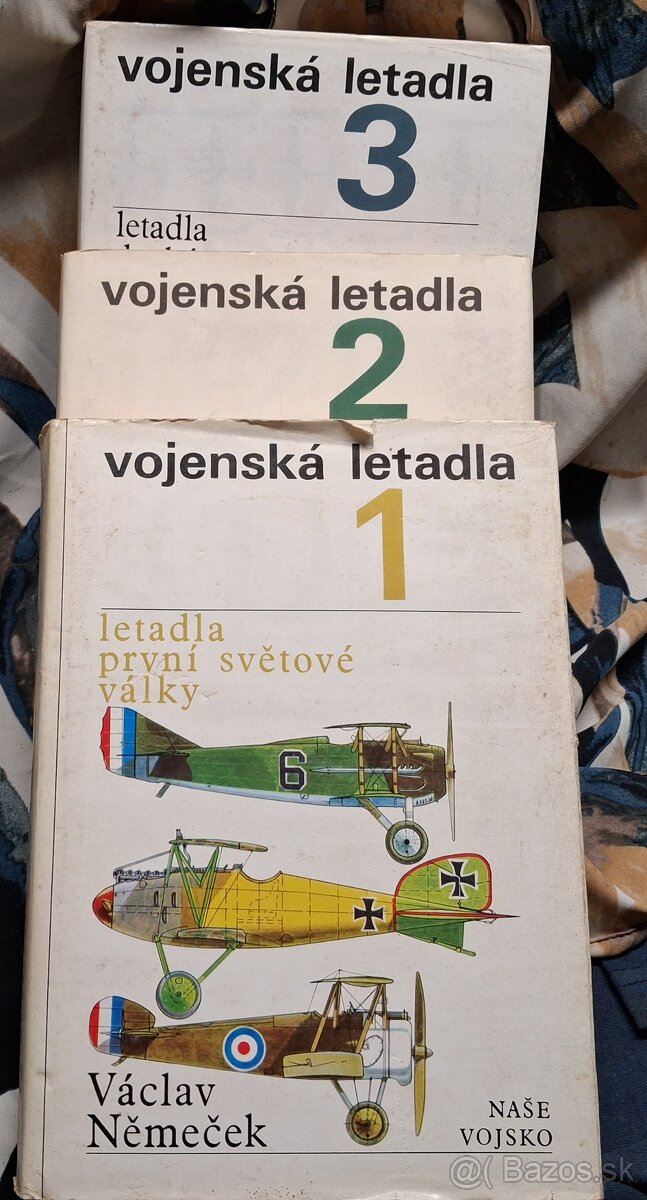 vojenská letadla
3
letadla
vojenská letadla
2
vojenská letadla
1
letadla
první světové
války
6
Václav
Němeček
NAŠE
VOJSKO
@( Bazos.sk